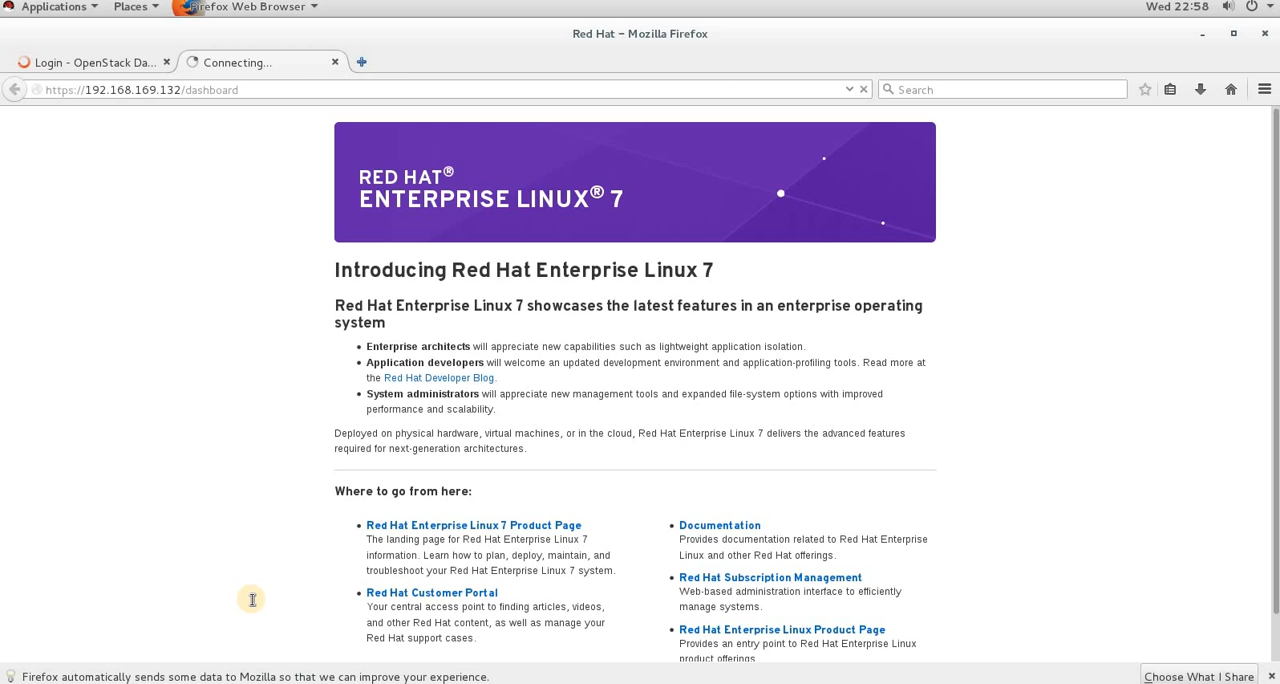 Applications Places Firefox Web Browser Wed 22:58
Red Hat – Mozilla Firefox
Login - OpenStack Da... Connecting...
https://192.168.169.132/dashboard Search
RED HAT®
ENTERPRISE LINUX® 7
Introducing Red Hat Enterprise Linux 7
Red Hat Enterprise Linux 7 showcases the latest features in an enterprise operating
system
• Enterprise architects will appreciate new capabilities such as lightweight application isolation.
• Application developers will welcome an updated development environment and application-profiling tools. Read more at
the Red Hat Developer Blog.
• System administrators will appreciate new management tools and expanded file-system options with improved
performance and scalability.
Deployed on physical hardware, virtual machines, or in the cloud, Red Hat Enterprise Linux 7 delivers the advanced features
required for next-generation architectures.
Where to go from here:
• Red Hat Enterprise Linux 7 Product Page
The landing page for Red Hat Enterprise Linux 7
information. Learn how to plan, deploy, maintain, and
troubleshoot your Red Hat Enterprise Linux 7 system.
• Red Hat Customer Portal
Your central access point to finding articles, videos,
and other Red Hat content, as well as manage your
Red Hat support cases.
• Documentation
Provides documentation related to Red Hat Enterprise
Linux and other Red Hat offerings.
• Red Hat Subscription Management
Web-based administration interface to efficiently
manage systems.
• Red Hat Enterprise Linux Product Page
Provides an entry point to Red Hat Enterprise Linux
product offerings.
Firefox automatically sends some data to Mozilla so that we can improve your experience. Choose What I Share